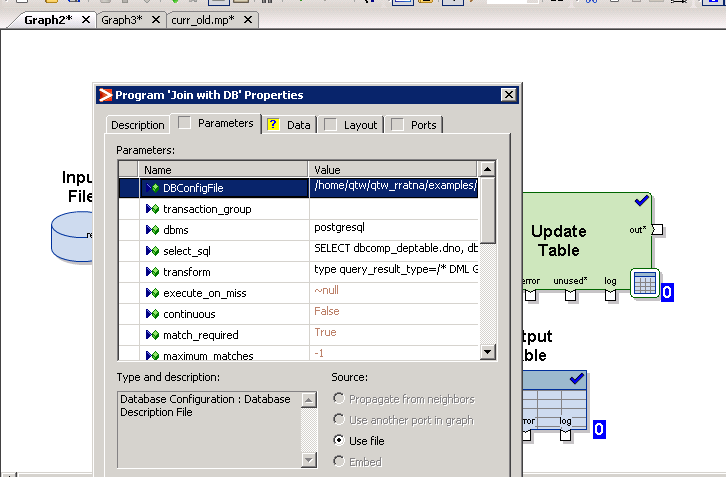 Graph2* Graph3* curr_old.mp*
Program 'Join with DB' Properties
Description Parameters ? Data Layout Ports
Parameters:
Name Value
DBConfigFile /home/qtw/qtw_rratna/examples/
transaction_group
dbms postgresql
select_sql SELECT dbcomp_deptable.dno, db
transform type query_result_type=/* DML G
execute_on_miss ~null
continuous False
match_required True
maximum_matches -1
Type and description:
Database Configuration : Database
Description File
Source:
Propagate from neighbors
Use another port in graph
Use file
Embed
Inpu
File
re
Update
Table
out*
error unused* log
0
tput
ble
ror log
0